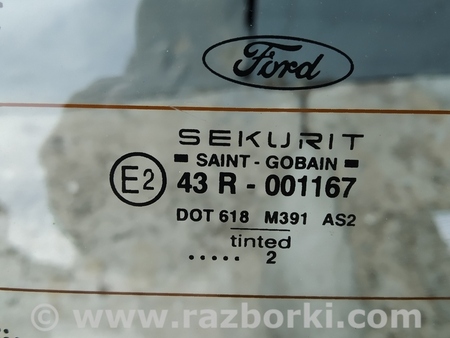 Ford
SEKURIT
SAINT - GOBAIN
E2 43 R - 001167
DOT 618 M391 AS2
tinted
..... 2
www.razborki.com